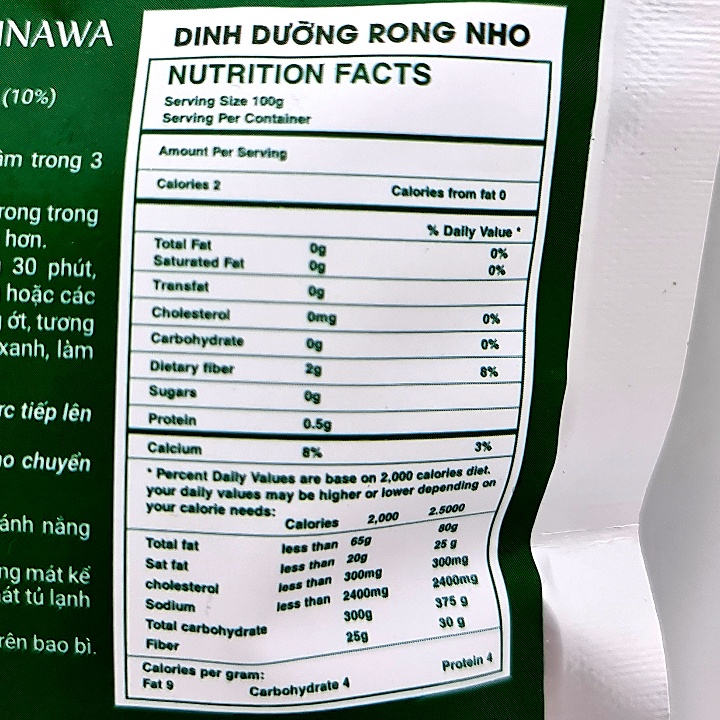 INAWA
(10%)
trong 3
trong
hơn.
30 phút,
hoặc các
ớt, tương
xanh, làm
tiếp lên
chuyển
ánh nắng
mát kể
tủ lạnh
trên bao bì.
DINH DƯỠNG RONG NHO
NUTRITION FACTS
Serving Size 100g
Serving Per Container
Amount Per Serving
Calories 2 Calories from fat 0
% Daily Value *
Total Fat 0g 0%
Saturated Fat 0g 0%
Transfat 0g
Cholesterol 0mg 0%
Carbohydrate 0g 0%
Dietary fiber 2g 8%
Sugars 0g
Protein 0.5g
Calcium 8% 3%
* Percent Daily Values are base on 2,000 calories diet.
your daily values may be higher or lower depending on
your calorie needs:
Calories 2,000 2.5000
Total fat less than 65g 80g
Sat fat less than 20g 25 g
cholesterol less than 300mg 300mg
Sodium less than 2400mg 2400mg
Total carbohydrate 300g 375 g
Fiber 25g 30 g
Calories per gram:
Fat 9 Carbohydrate 4 Protein 4